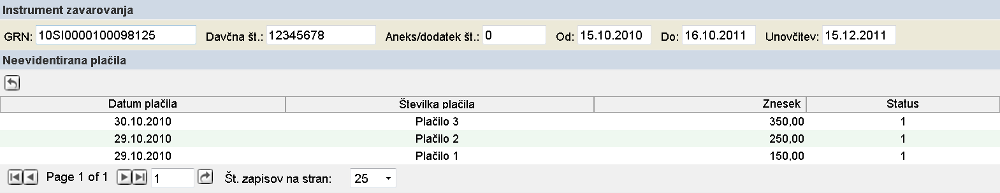 Instrument zavarovanja
GRN: 10SI0000100098125 Davčna št.: 12345678 Aneks/dodatek št.: 0 Od: 15.10.2010 Do: 16.10.2011 Unovčitev: 15.12.2011
Neevidentirana plačila
Datum plačila Številka plačila Znesek Status
30.10.2010 Plačilo 3 350,00 1
29.10.2010 Plačilo 2 250,00 1
29.10.2010 Plačilo 1 150,00 1
Page 1 of 1 1 Št. zapisov na stran: 25